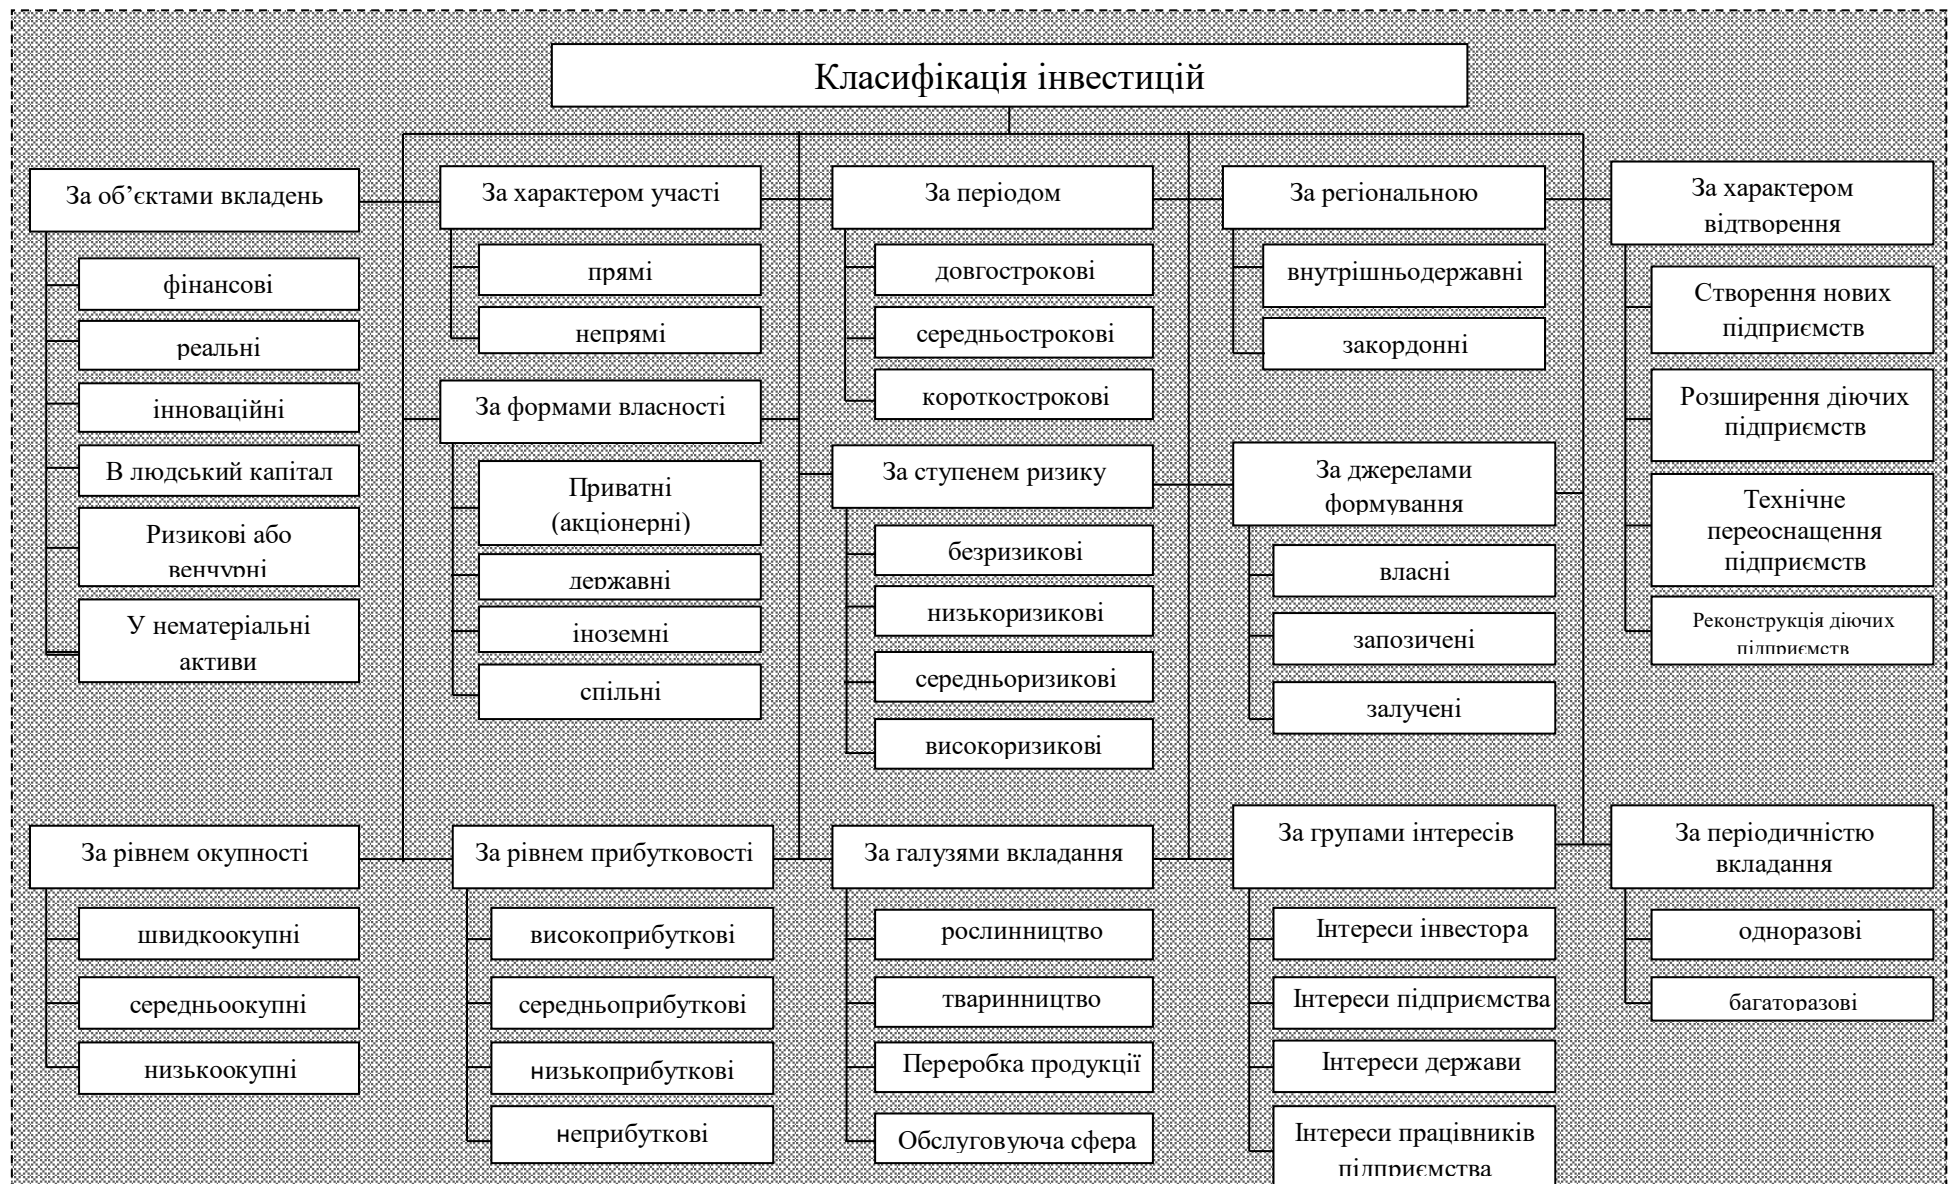 Класифікація інвестицій
За об’єктами вкладень
фінансові
реальні
інноваційні
В людський капітал
Ризикові або
венчурні
У нематеріальні
активи
За характером участі
прямі
непрямі
За формами власності
Приватні
(акціонерні)
державні
іноземні
спільні
За періодом
довгострокові
середньострокові
короткострокові
За ступенем ризику
безризикові
низькоризикові
середньоризикові
високоризикові
За регіональною
внутрішньодержавні
закордонні
За джерелами
формування
власні
запозичені
залучені
За характером
відтворення
Створення нових
підприємств
Розширення діючих
підприємств
Технічне
переоснащення
підприємств
Реконструкція діючих
підприємств
За рівнем окупності
швидкоокупні
середньоокупні
низькоокупні
За рівнем прибутковості
високоприбуткові
середньоприбуткові
низькоприбуткові
неприбуткові
За галузями вкладання
рослинництво
тваринництво
Переробка продукції
Обслуговуюча сфера
За групами інтересів
Інтереси інвестора
Інтереси підприємства
Інтереси держави
Інтереси працівників
підприємства
За періодичністю
вкладання
одноразові
багаторазові